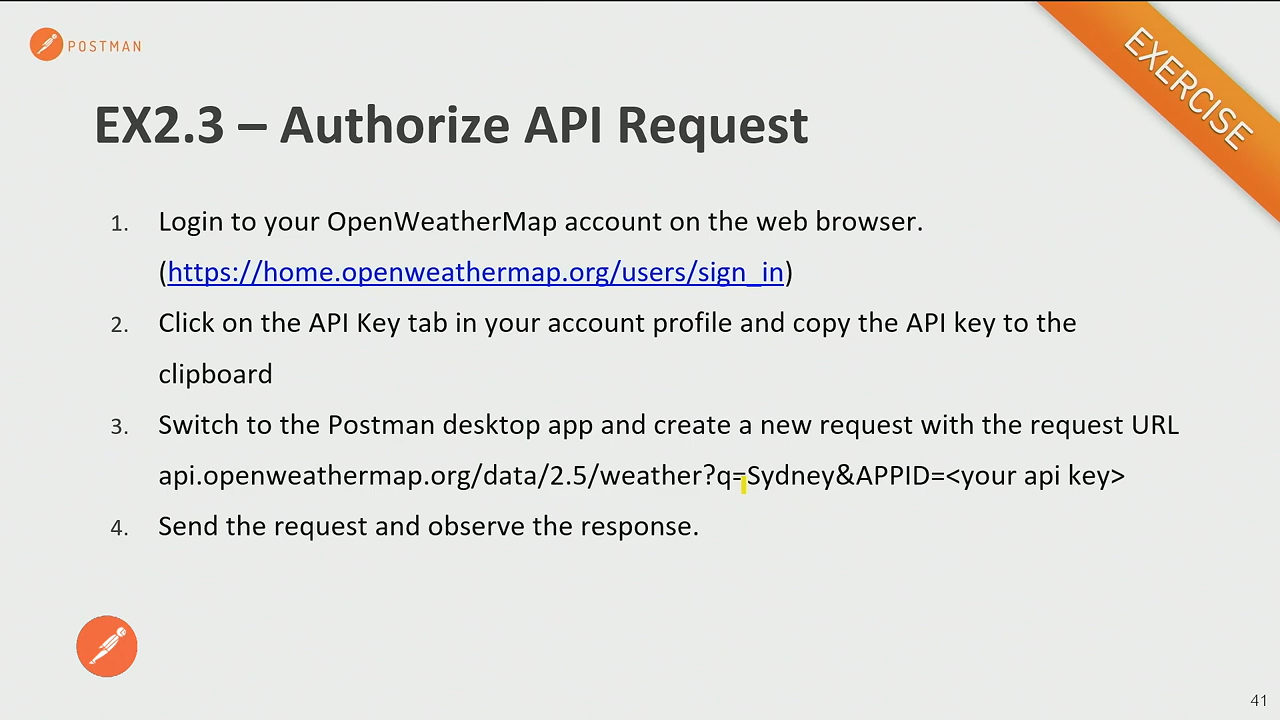 POSTMAN
EXERCISE
EX2.3 – Authorize API Request
1. Login to your OpenWeatherMap account on the web browser.
(https://home.openweathermap.org/users/sign_in)
2. Click on the API Key tab in your account profile and copy the API key to the
clipboard
3. Switch to the Postman desktop app and create a new request with the request URL
api.openweathermap.org/data/2.5/weather?q=Sydney&APPID=<your api key>
4. Send the request and observe the response.
41